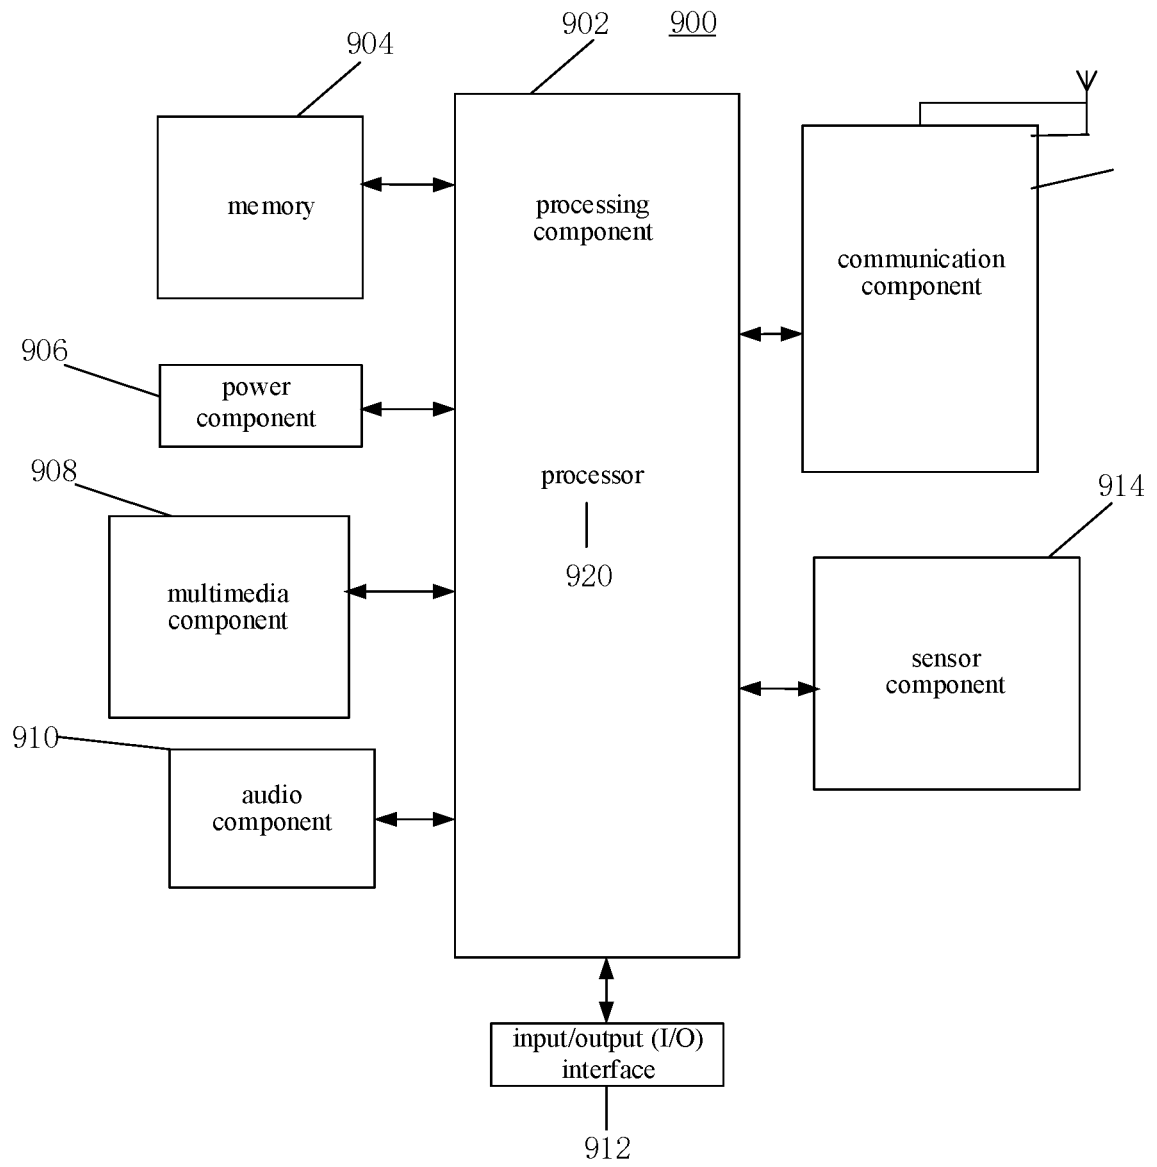 902
900
904
memory
processing
component
communication
component
906
power
component
908
processor
914
920
multimedia
component
sensor
component
910
audio
component
input/output (I/O)
interface
912